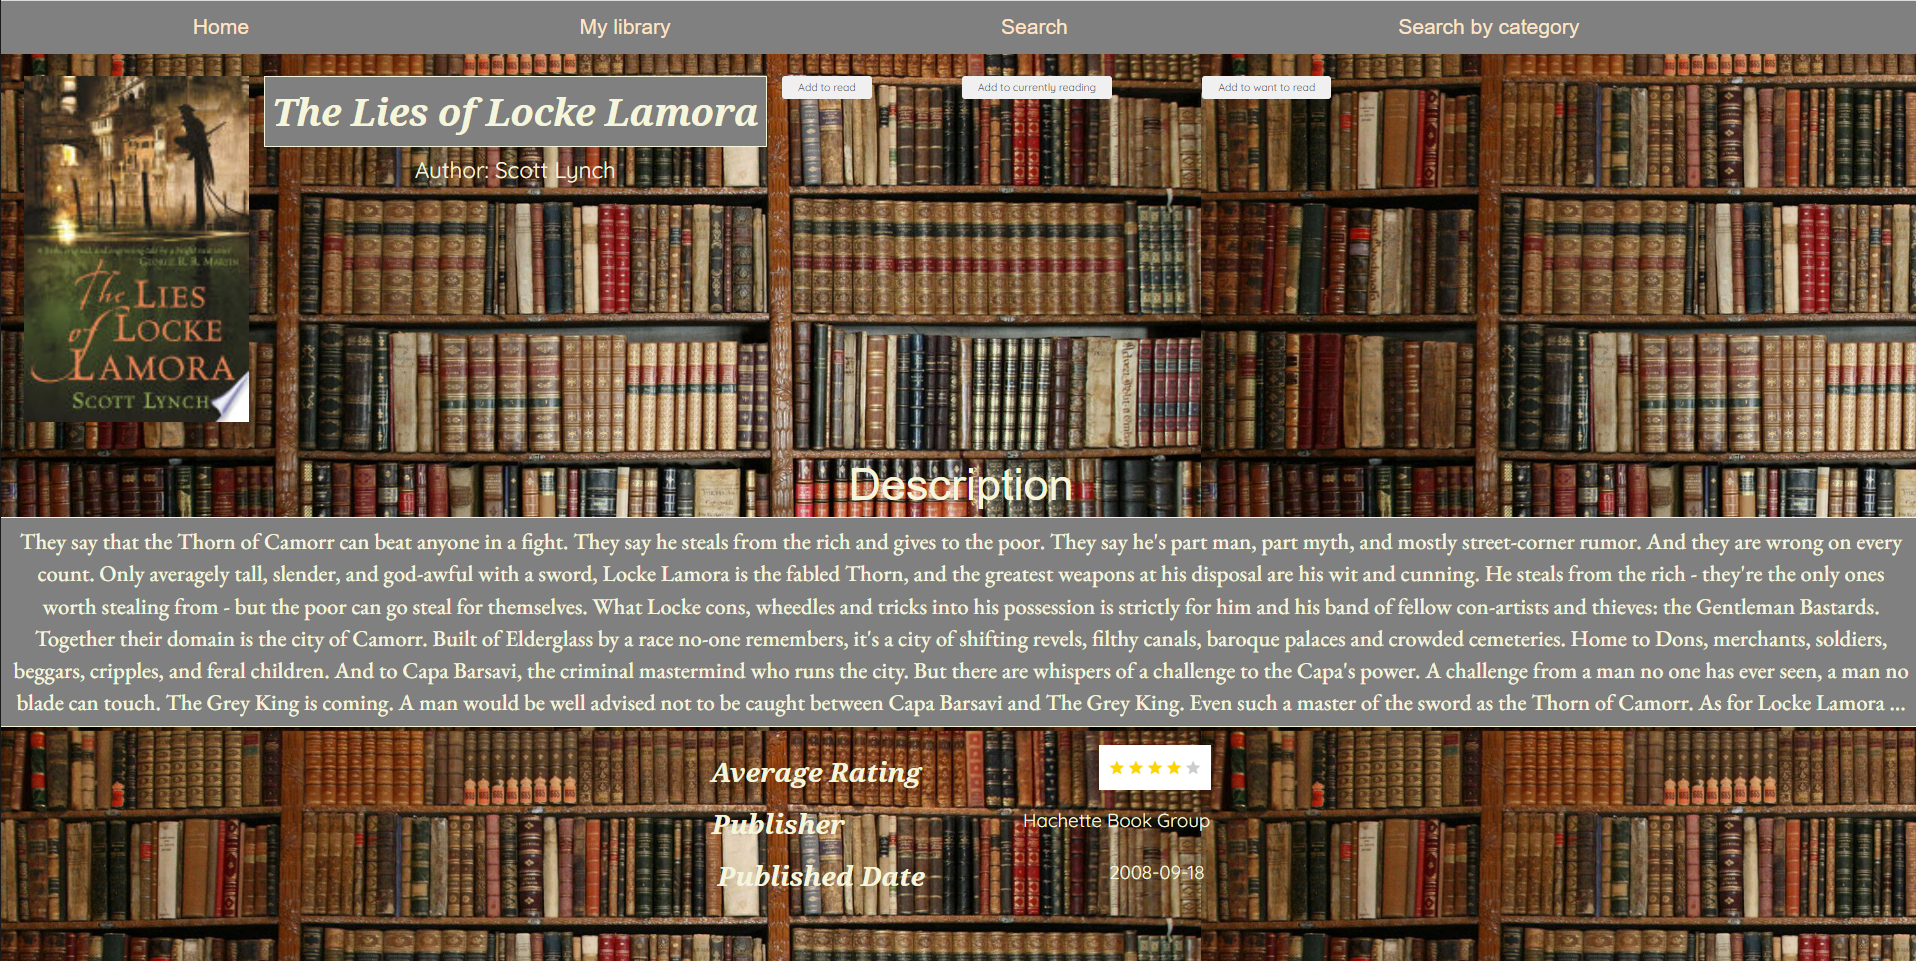 Home
My library
Search
Search by category
The Lies of Locke Lamora
Add to read
Add to currently reading
Add to want to read
Author: Scott Lynch
GEORGE R. R. MARTIN
The LIES
of LOCKE
LAMORA
SCOTT LYNCH
Description
They say that the Thorn of Camorr can beat anyone in a fight. They say he steals from the rich and gives to the poor. They say he's part man, part myth, and mostly street-corner rumor. And they are wrong on every
count. Only averagely tall, slender, and god-awful with a sword, Locke Lamora is the fabled Thorn, and the greatest weapons at his disposal are his wit and cunning. He steals from the rich - they're the only ones
worth stealing from - but the poor can go steal for themselves. What Locke cons, wheedles and tricks into his possession is strictly for him and his band of fellow con-artists and thieves: the Gentleman Bastards.
Together their domain is the city of Camorr. Built of Elderglass by a race no-one remembers, it's a city of shifting revels, filthy canals, baroque palaces and crowded cemeteries. Home to Dons, merchants, soldiers,
beggars, cripples, and feral children. And to Capa Barsavi, the criminal mastermind who runs the city. But there are whispers of a challenge to the Capa's power. A challenge from a man no one has ever seen, a man no
blade can touch. The Grey King is coming. A man would be well advised not to be caught between Capa Barsavi and The Grey King. Even such a master of the sword as the Thorn of Camorr. As for Locke Lamora ...
Average Rating
Publisher
Hachette Book Group
Published Date
2008-09-18